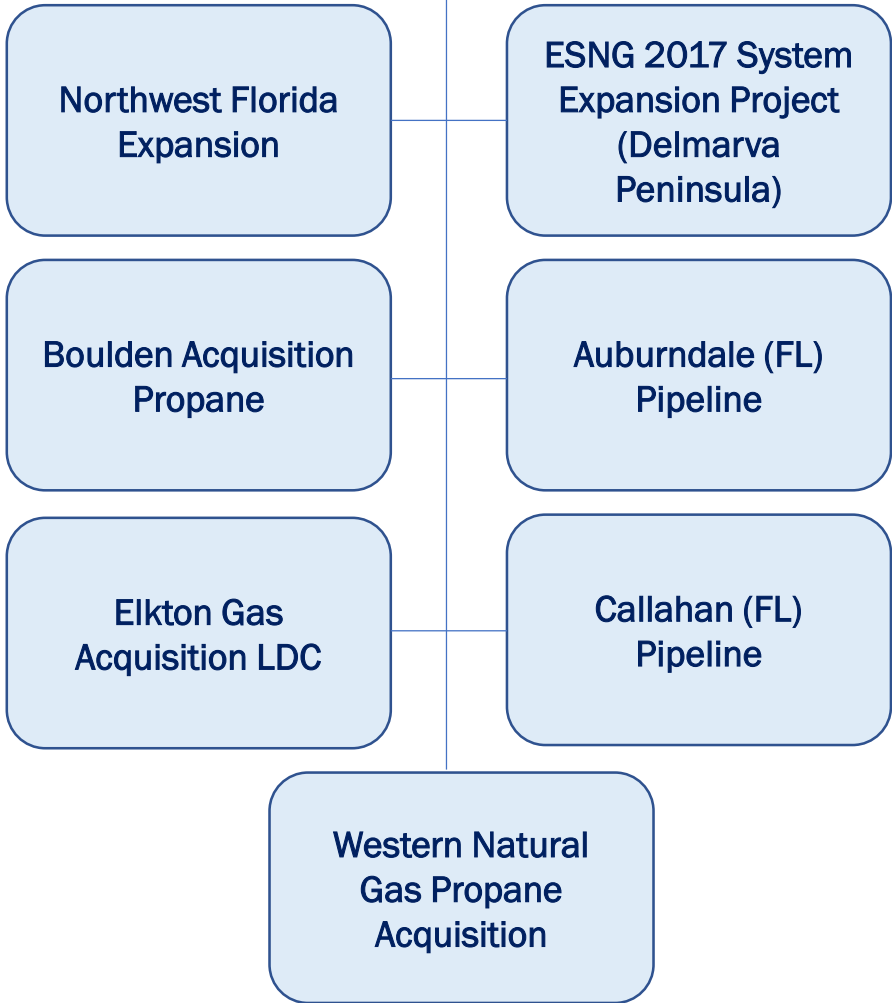 Northwest Florida
Expansion
ESNG 2017 System
Expansion Project
(Delmarva
Peninsula)
Boulden Acquisition
Propane
Auburndale (FL)
Pipeline
Elkton Gas
Acquisition LDC
Callahan (FL)
Pipeline
Western Natural
Gas Propane
Acquisition